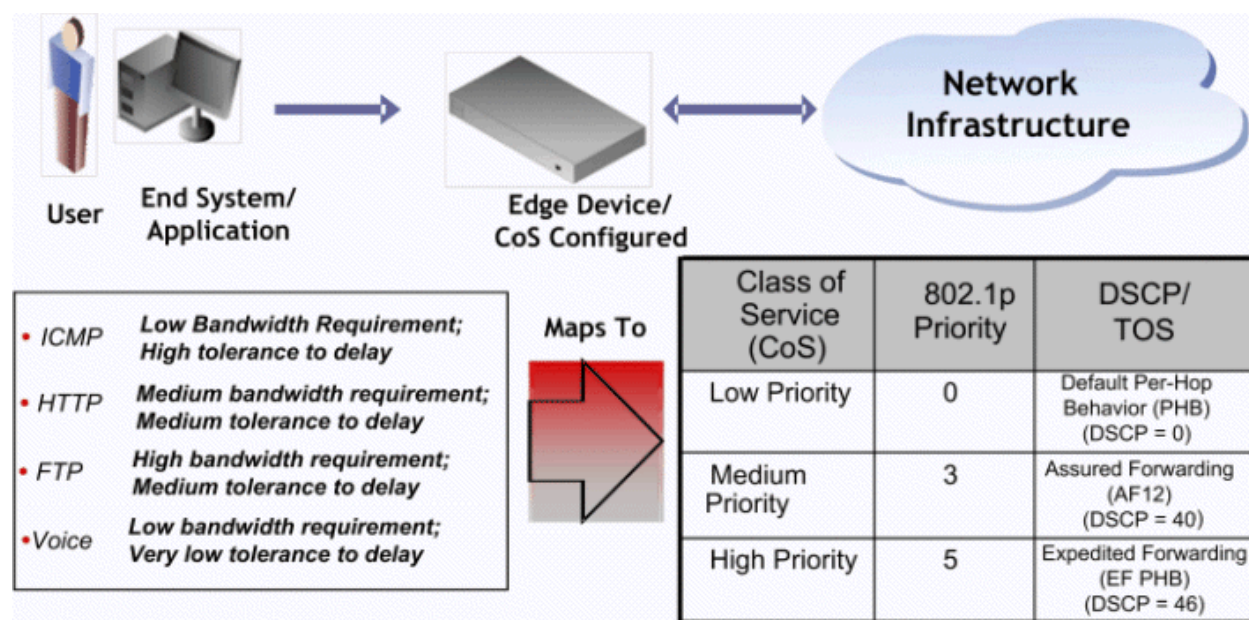 Network
Infrastructure
User
End System/
Application
Edge Device/
CoS Configured
• ICMP Low Bandwidth Requirement;
High tolerance to delay
• HTTP Medium bandwidth requirement;
Medium tolerance to delay
• FTP High bandwidth requirement;
Medium tolerance to delay
•Voice Low bandwidth requirement;
Very low tolerance to delay
Maps To
Class of
Service
(CoS)
802.1p
Priority
DSCP/
TOS
Low Priority
0
Default Per-Hop
Behavior (PHB)
(DSCP = 0)
Medium
Priority
3
Assured Forwarding
(AF12)
(DSCP = 40)
High Priority
5
Expedited Forwarding
(EF PHB)
(DSCP = 46)